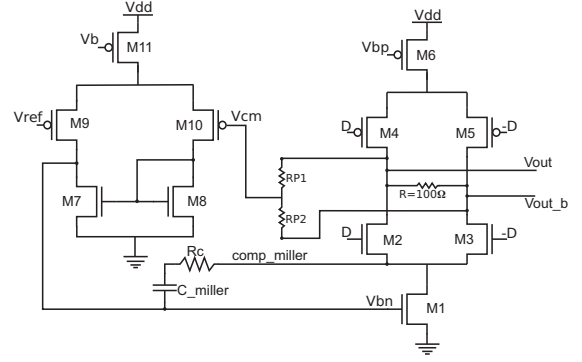 Vdd
Vdd
Vb
M11
Vbp
M6
Vref
M9
M10
Vcm
D
M4
M5
-D
Vout
RP1
R=100Ω
M7
M8
Vout_b
RP2
D
M2
M3
-D
Rc
comp_miller
C_miller
Vbn
M1